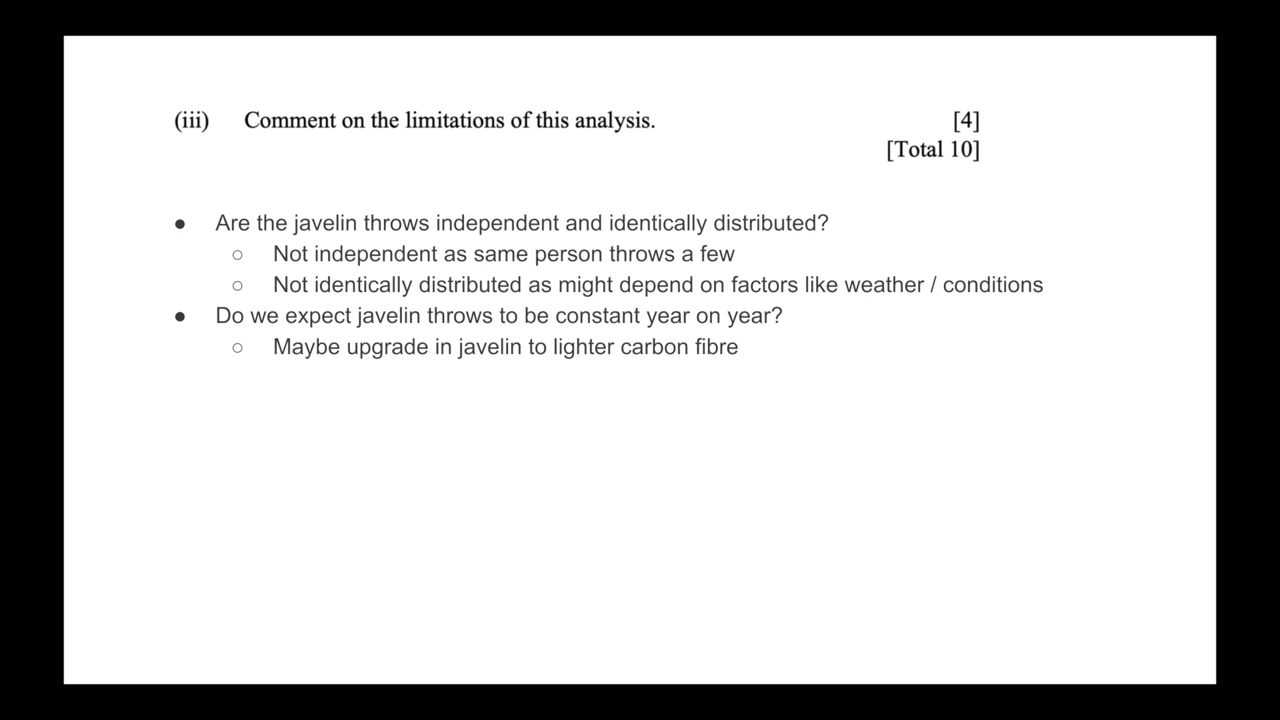 (iii) Comment on the limitations of this analysis. [4]
[Total 10]
● Are the javelin throws independent and identically distributed?
○ Not independent as same person throws a few
○ Not identically distributed as might depend on factors like weather / conditions
● Do we expect javelin throws to be constant year on year?
○ Maybe upgrade in javelin to lighter carbon fibre